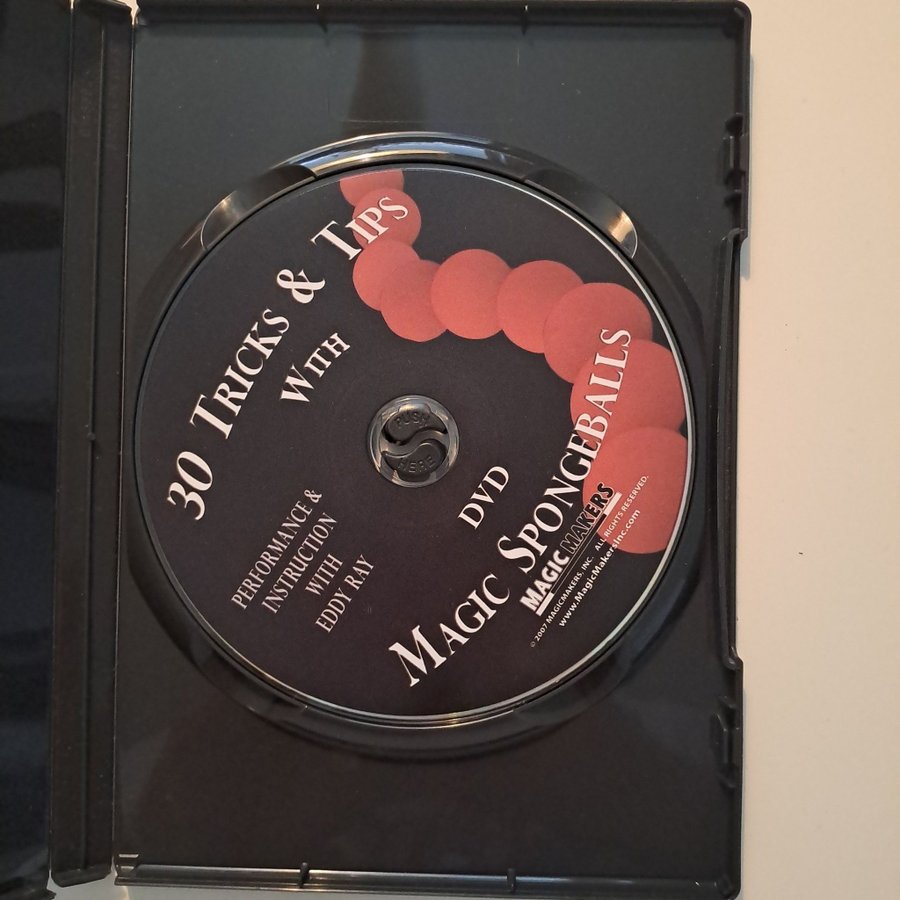 30 TRICKS & TIPS
WITH
MAGIC SPONGEBALLS
DVD
PERFORMANCE &
INSTRUCTION
WITH
EDDY RAY
PUSH
HERE
MAGIC MAKERS
© 2007 MAGICMAKERS, INC. ALL RIGHTS RESERVED.
www.MagicMakersInc.com